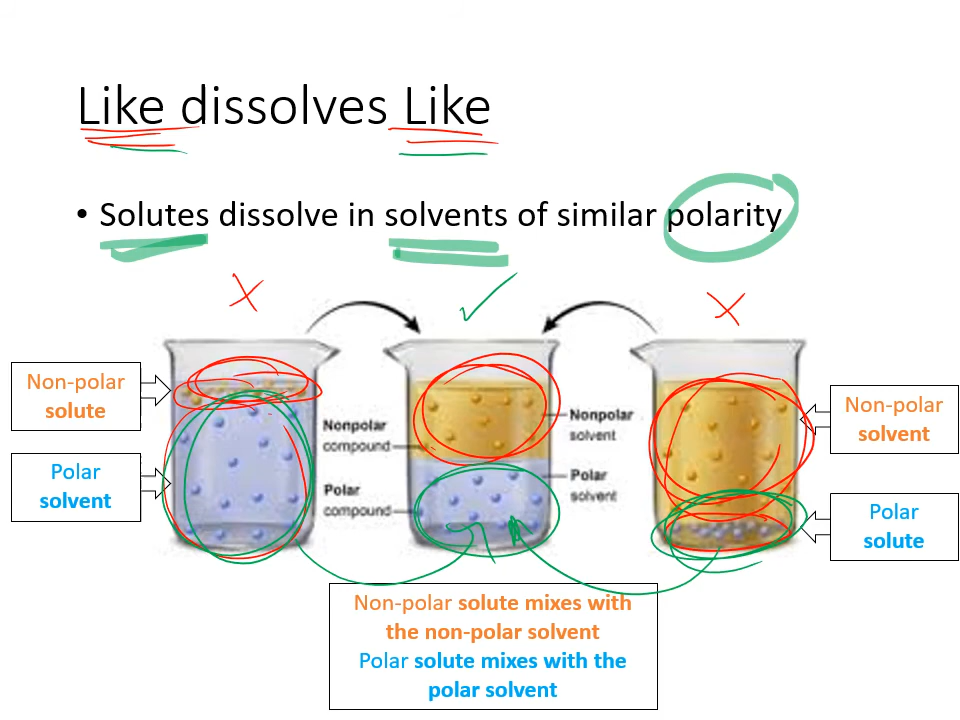 Like dissolves Like
• Solutes dissolve in solvents of similar polarity
Non-polar
solute
Polar
solvent
Nonpolar
compound
Polar
compound
Nonpolar
solvent
Polar
solvent
Non-polar
solvent
Polar
solute
Non-polar solute mixes with
the non-polar solvent
Polar solute mixes with the
polar solvent